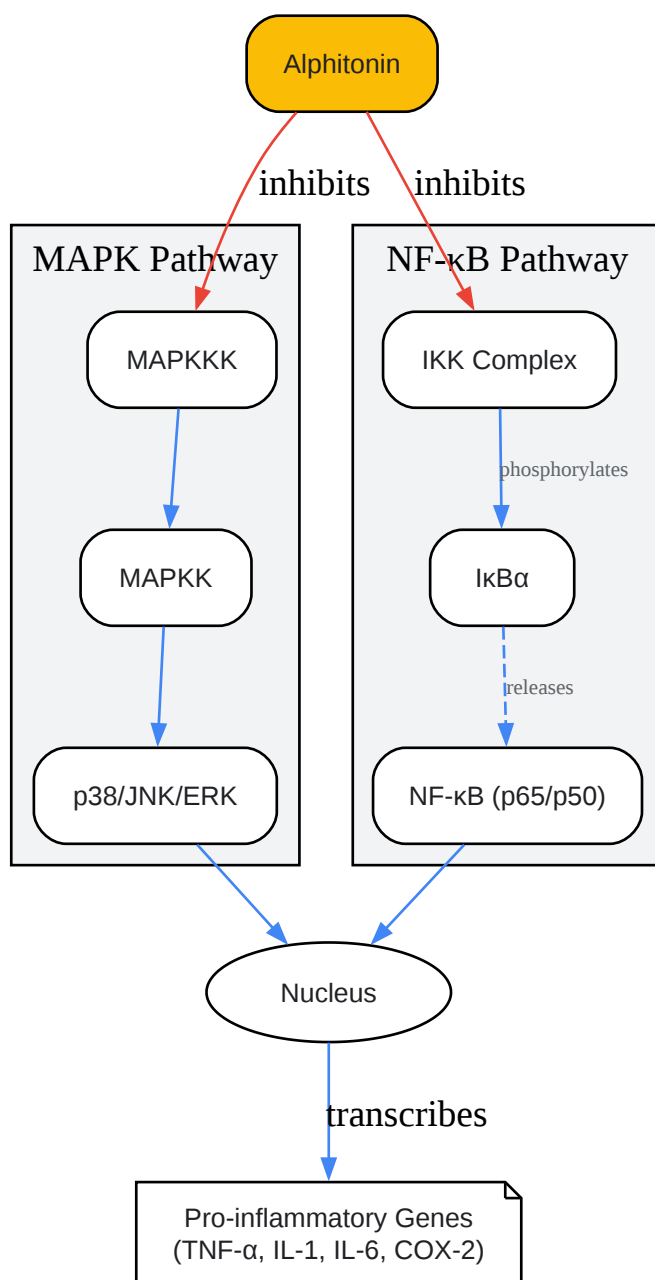 Alphitonin
inhibits
inhibits
MAPK Pathway
NF-κB Pathway
MAPKKK
IKK Complex
phosphorylates
MAPKK
IκBα
releases
p38/JNK/ERK
NF-κB (p65/p50)
Nucleus
transcribes
Pro-inflammatory Genes
(TNF-α, IL-1, IL-6, COX-2)